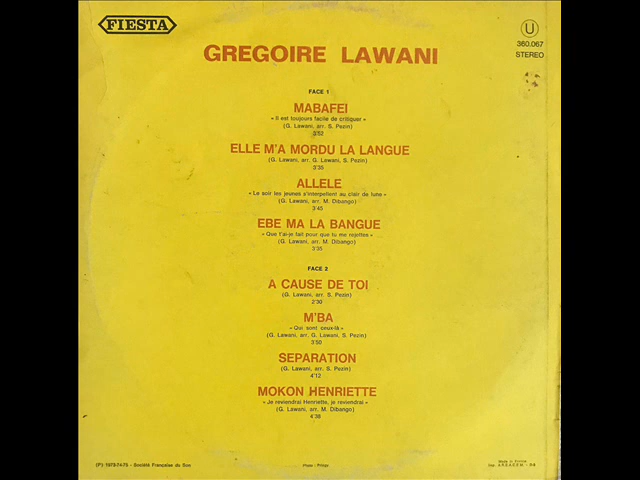 FIESTA
U
360.067
STEREO
GREGOIRE LAWANI
FACE 1
MABAFEI
« Il est toujours facile de critiquer »
(G. Lawani, arr. S. Pezin)
3'52
ELLE M'A MORDU LA LANGUE
(G. Lawani, arr. G. Lawani, S. Pezin)
3'35
ALLELE
« Le soir les jeunes s'interpellent au clair de lune »
(G. Lawani, arr. M. Dibango)
3'45
EBE MA LA BANGUE
« Que t'ai-je fait pour que tu me rejettes »
(G. Lawani, arr. M. Dibango)
3'35
FACE 2
A CAUSE DE TOI
(G. Lawani, arr. S. Pezin)
2'30
M'BA
« Qui sont ceux-là »
(G. Lawani, arr. G. Lawani, S. Pezin)
3'50
SEPARATION
(G. Lawani, arr. S. Pezin)
4'12
MOKON HENRIETTE
« Je reviendrai Henriette, je reviendrai »
(G. Lawani, arr. M. Dibango)
4'38
(P) 1973-74-75 - Société Française du Son
Photo : Philips
Made in France